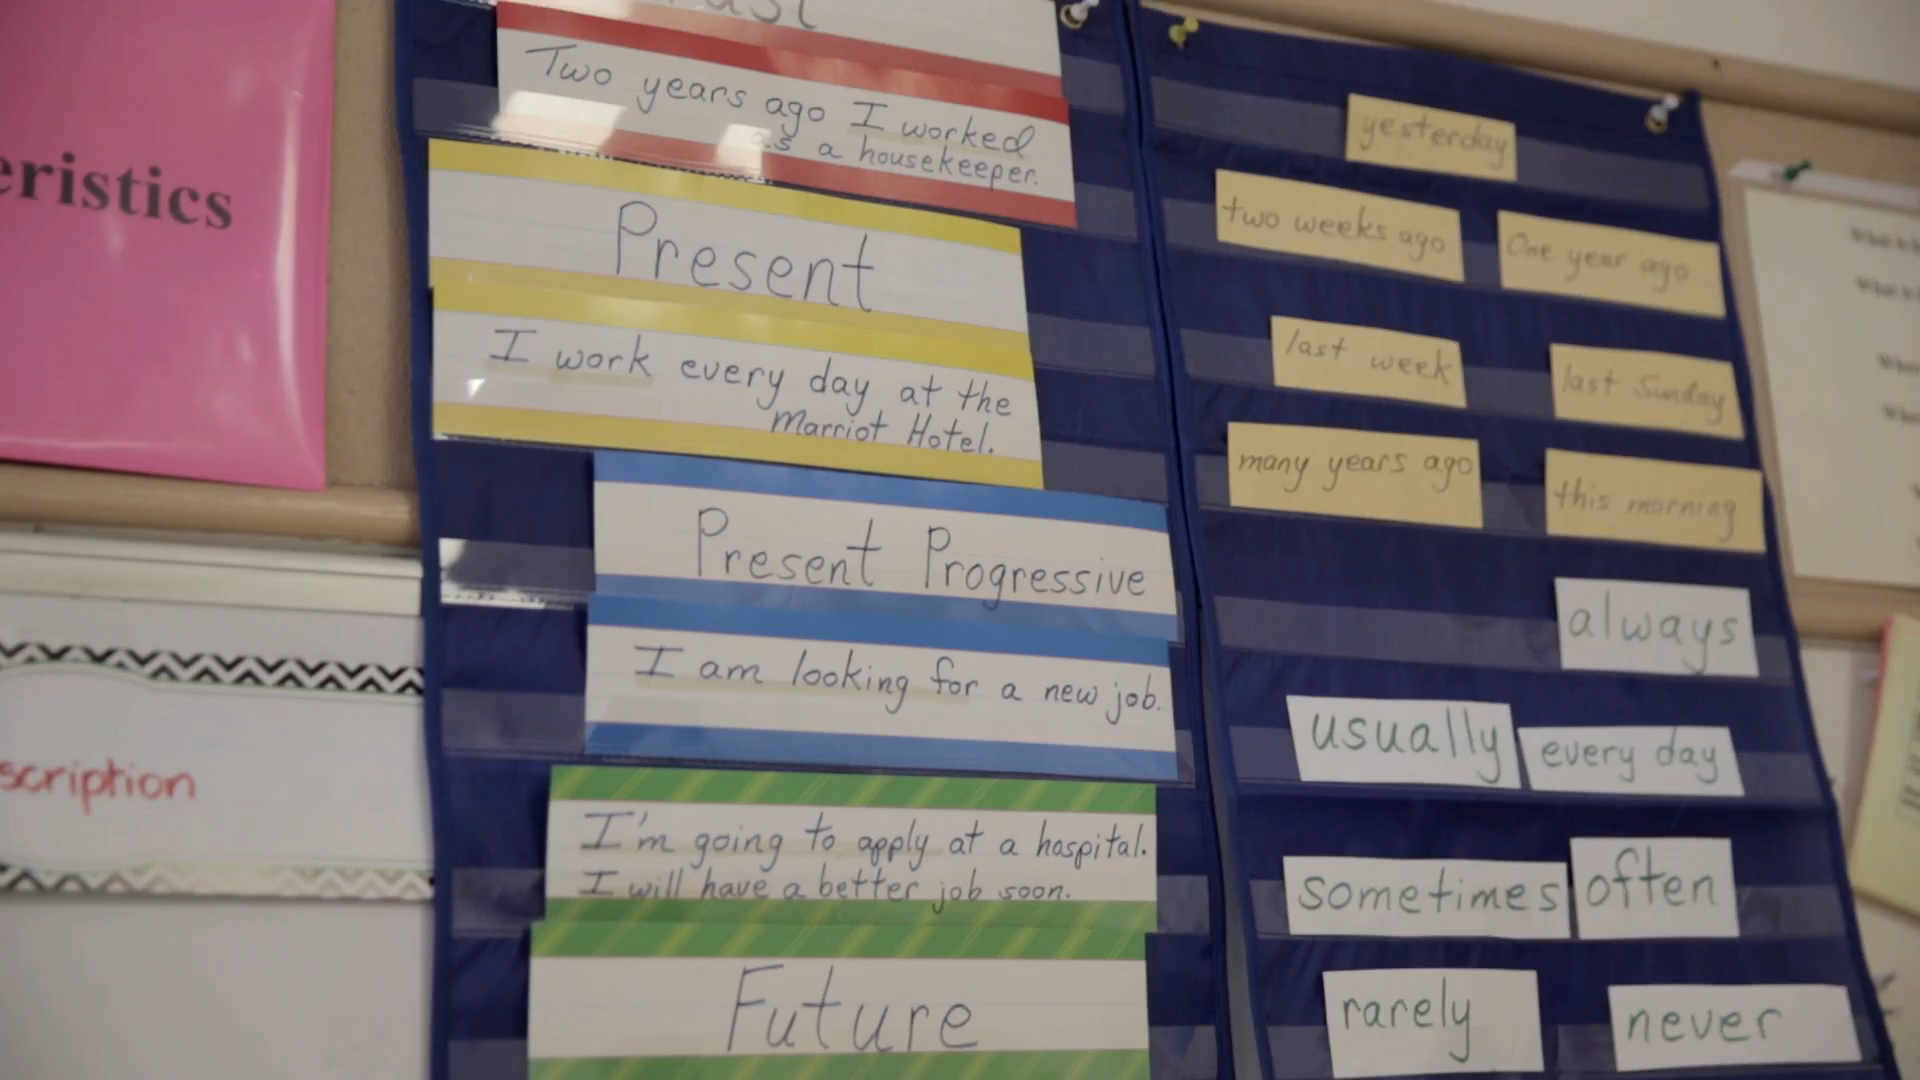 eristics
scription
Two years ago I worked
as a housekeeper.
Present
I work every day at the
Marriot Hotel.
Present Progressive
I am looking for a new job.
I'm going to apply at a hospital.
I will have a better job soon.
Future
yesterday
two weeks ago
One year ago
last week
last Sunday
many years ago
this morning
always
usually
every day
sometimes
often
rarely
never